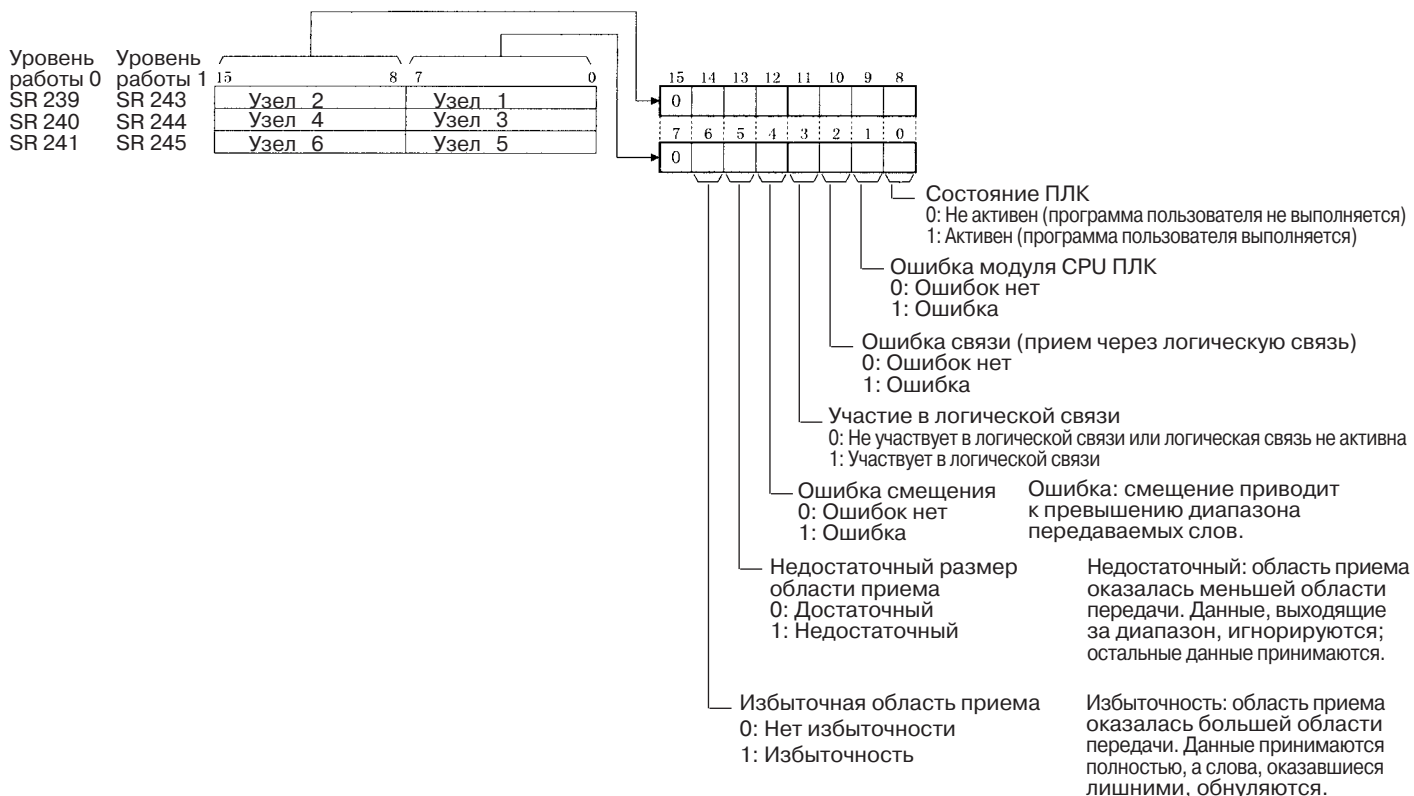 Уровень работы 0
Уровень работы 1
15 8 7 0
SR 239 SR 243 Узел 2 Узел 1
SR 240 SR 244 Узел 4 Узел 3
SR 241 SR 245 Узел 6 Узел 5
15 14 13 12 11 10 9 8
0
7 6 5 4 3 2 1 0
0
Состояние ПЛК
0: Не активен (программа пользователя не выполняется)
1: Активен (программа пользователя выполняется)
Ошибка модуля CPU ПЛК
0: Ошибок нет
1: Ошибка
Ошибка связи (прием через логическую связь)
0: Ошибок нет
1: Ошибка
Участие в логической связи
0: Не участвует в логической связи или логическая связь не активна
1: Участвует в логической связи
Ошибка смещения
0: Ошибок нет
1: Ошибка
Ошибка: смещение приводит
к превышению диапазона
передаваемых слов.
Недостаточный размер
области приема
0: Достаточный
1: Недостаточный
Недостаточный: область приема
оказалась меньшей области
передачи. Данные, выходящие
за диапазон, игнорируются;
остальные данные принимаются.
Избыточная область приема
0: Нет избыточности
1: Избыточность
Избыточность: область приема
оказалась большей области
передачи. Данные принимаются
полностью, а слова, оказавшиеся
лишними, обнуляются.